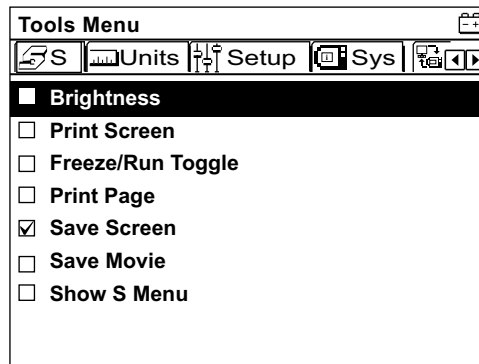 Tools Menu
S Units Setup Sys
Brightness
Print Screen
Freeze/Run Toggle
Print Page
Save Screen
Save Movie
Show S Menu